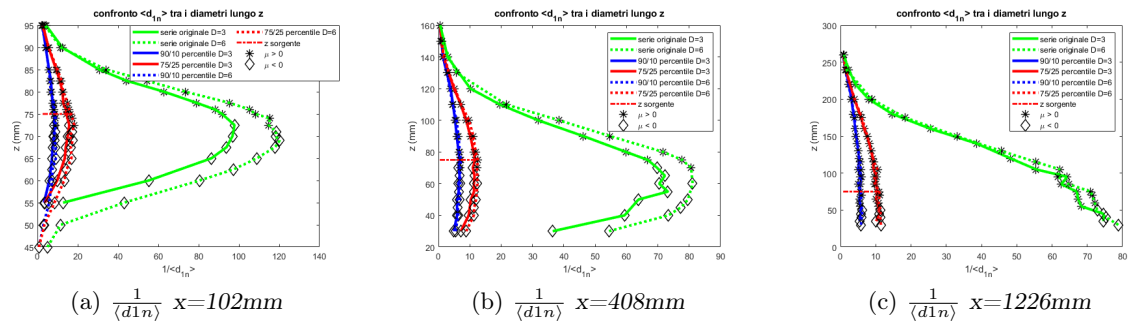 confronto <d1n> tra i diametri lungo z
serie originale D=3
serie originale D=6
90/10 percentile D=3
75/25 percentile D=3
90/10 percentile D=6
75/25 percentile D=6
z sorgente
μ > 0
μ < 0
z (mm)
95
90
85
80
75
70
65
60
55
50
45
0 20 40 60 80 100 120 140
1/<d1n>
(a) 1/⟨d1n⟩ x=102mm
confronto <d1n> tra i diametri lungo z
serie originale D=3
serie originale D=6
90/10 percentile D=3
75/25 percentile D=3
90/10 percentile D=6
75/25 percentile D=6
z sorgente
μ > 0
μ < 0
z (mm)
160
140
120
100
80
60
40
20
0 10 20 30 40 50 60 70 80 90
1/<d1n>
(b) 1/⟨d1n⟩ x=408mm
confronto <d1n> tra i diametri lungo z
serie originale D=3
serie originale D=6
90/10 percentile D=3
75/25 percentile D=3
90/10 percentile D=6
75/25 percentile D=6
z sorgente
μ > 0
μ < 0
z (mm)
300
250
200
150
100
50
0
0 10 20 30 40 50 60 70 80
1/<d1n>
(c) 1/⟨d1n⟩ x=1226mm